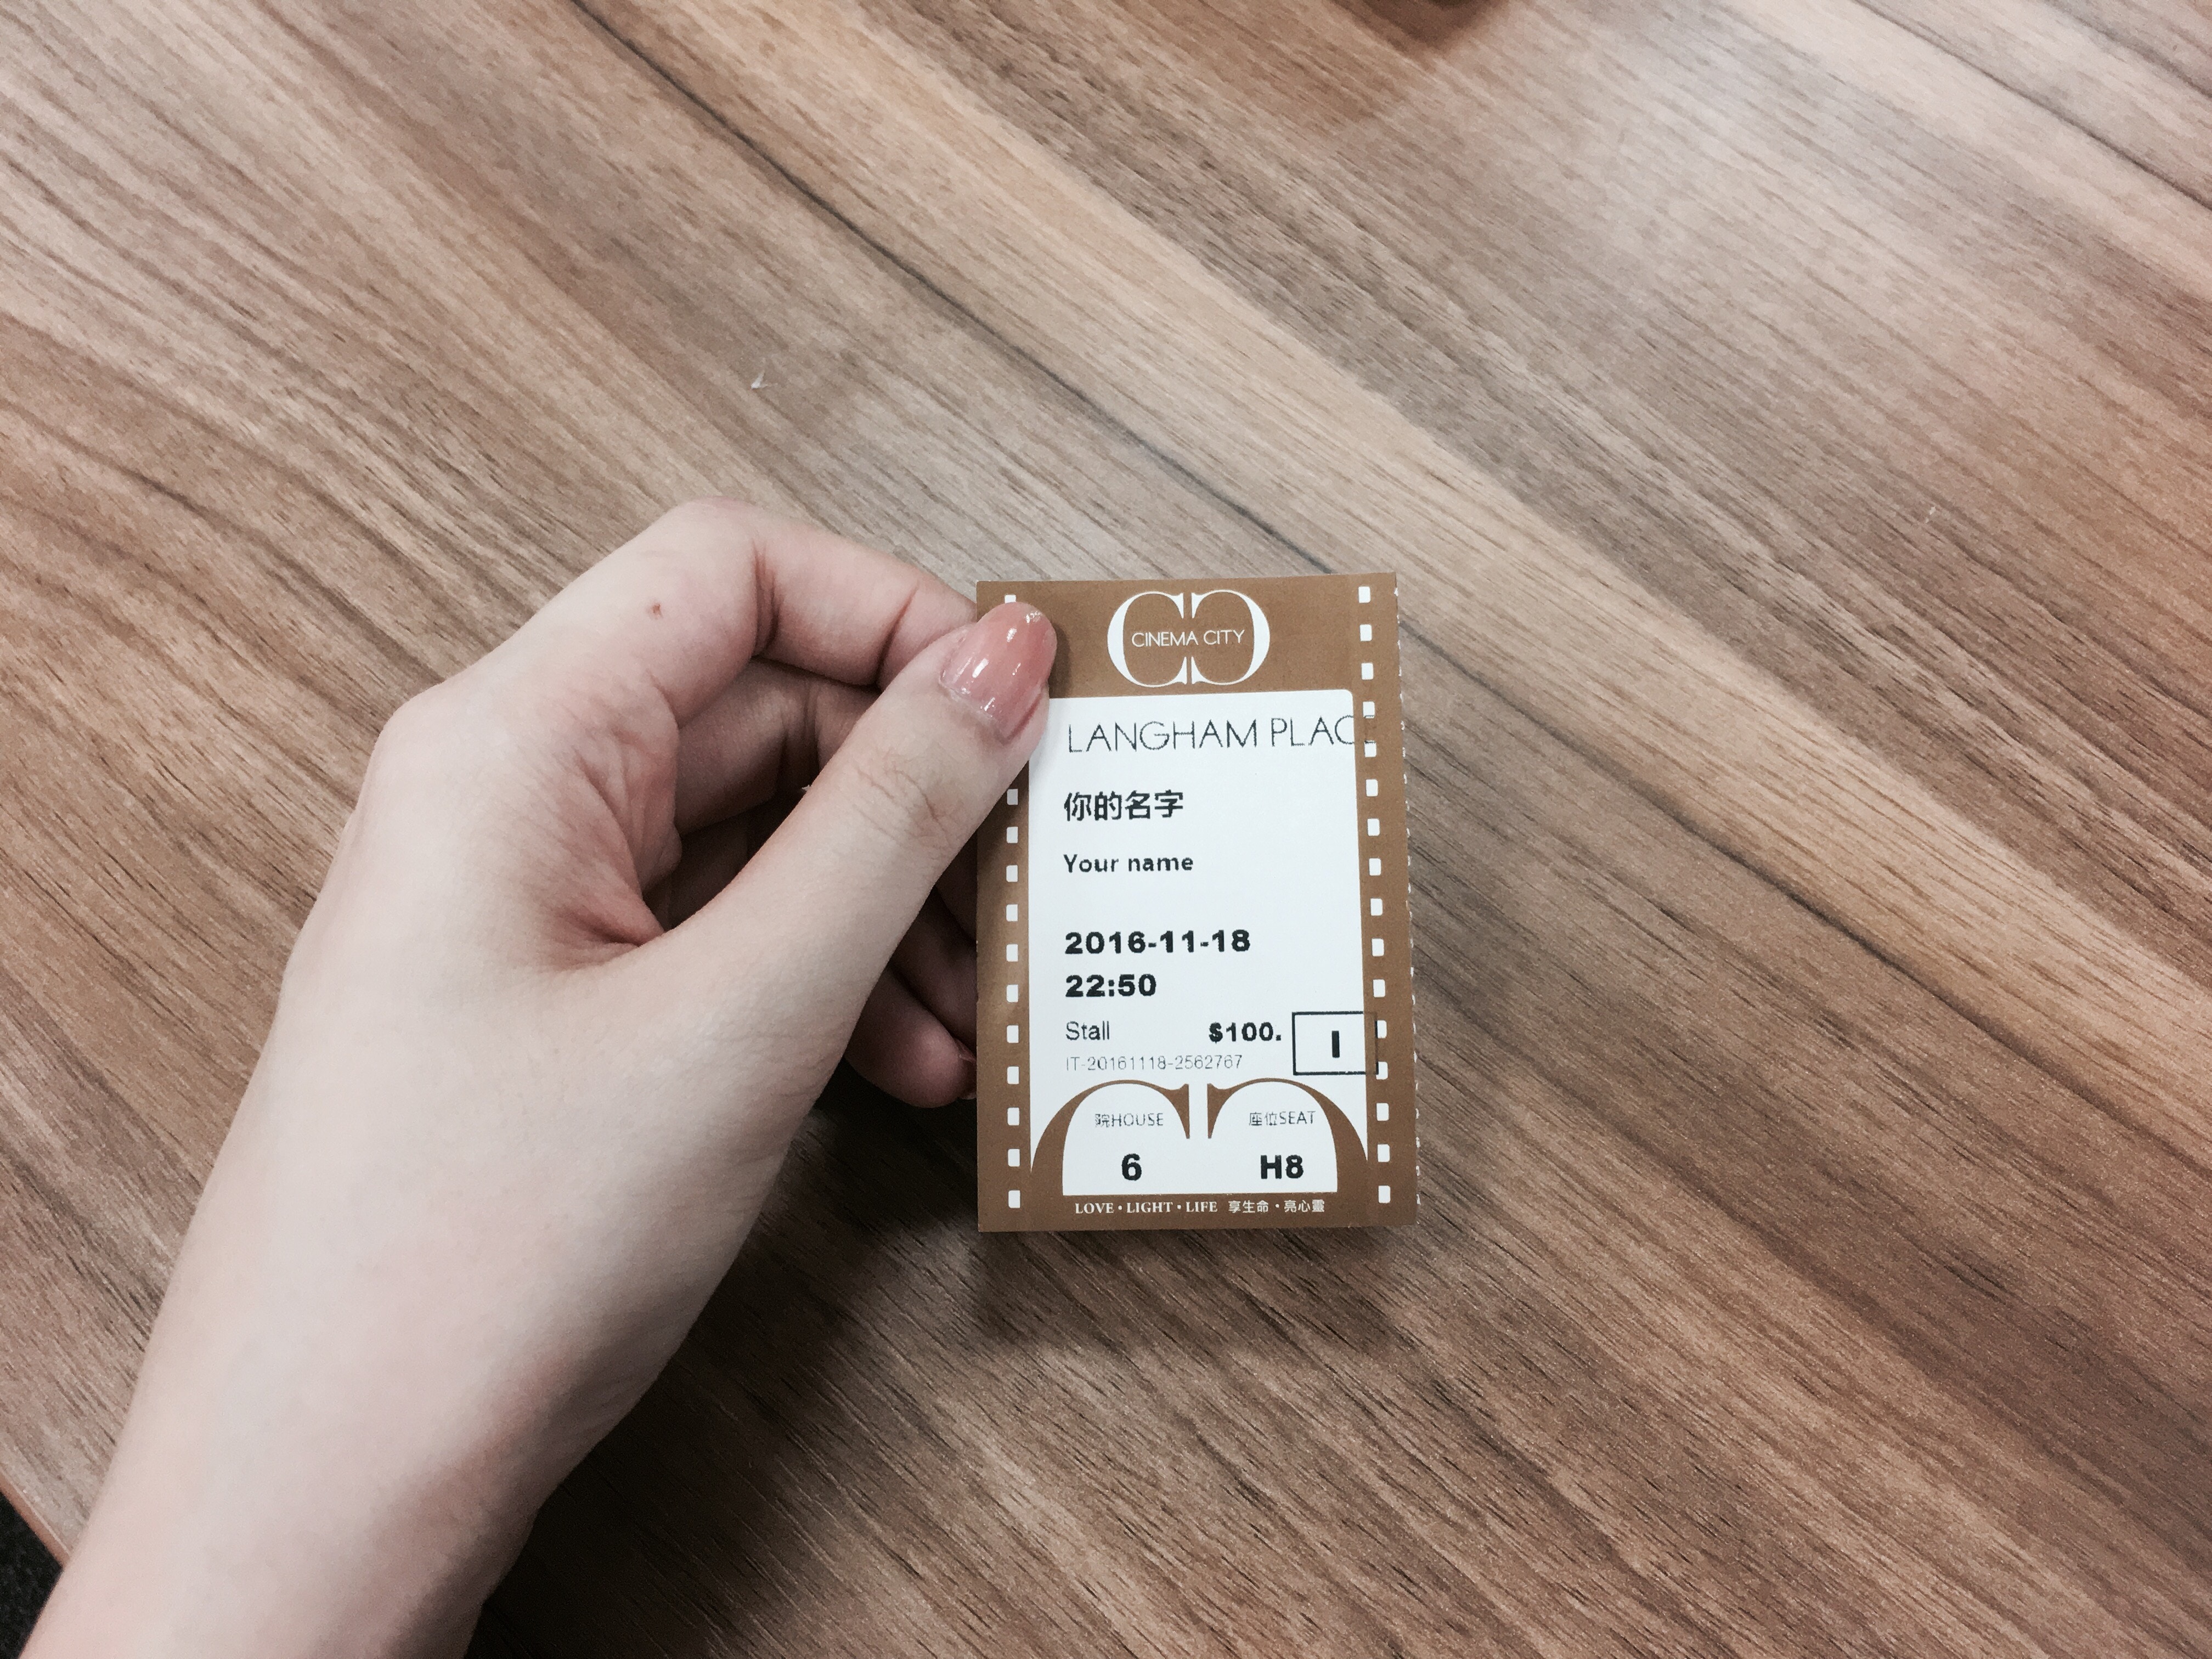 CINEMA CITY
LANGHAM PLACE
你的名字
Your name
2016-11-18
22:50
Stall $100. I
IT-20161118-2562767
院HOUSE 座位SEAT
6 H8
LOVE • LIGHT • LIFE 享生命 • 亮心靈